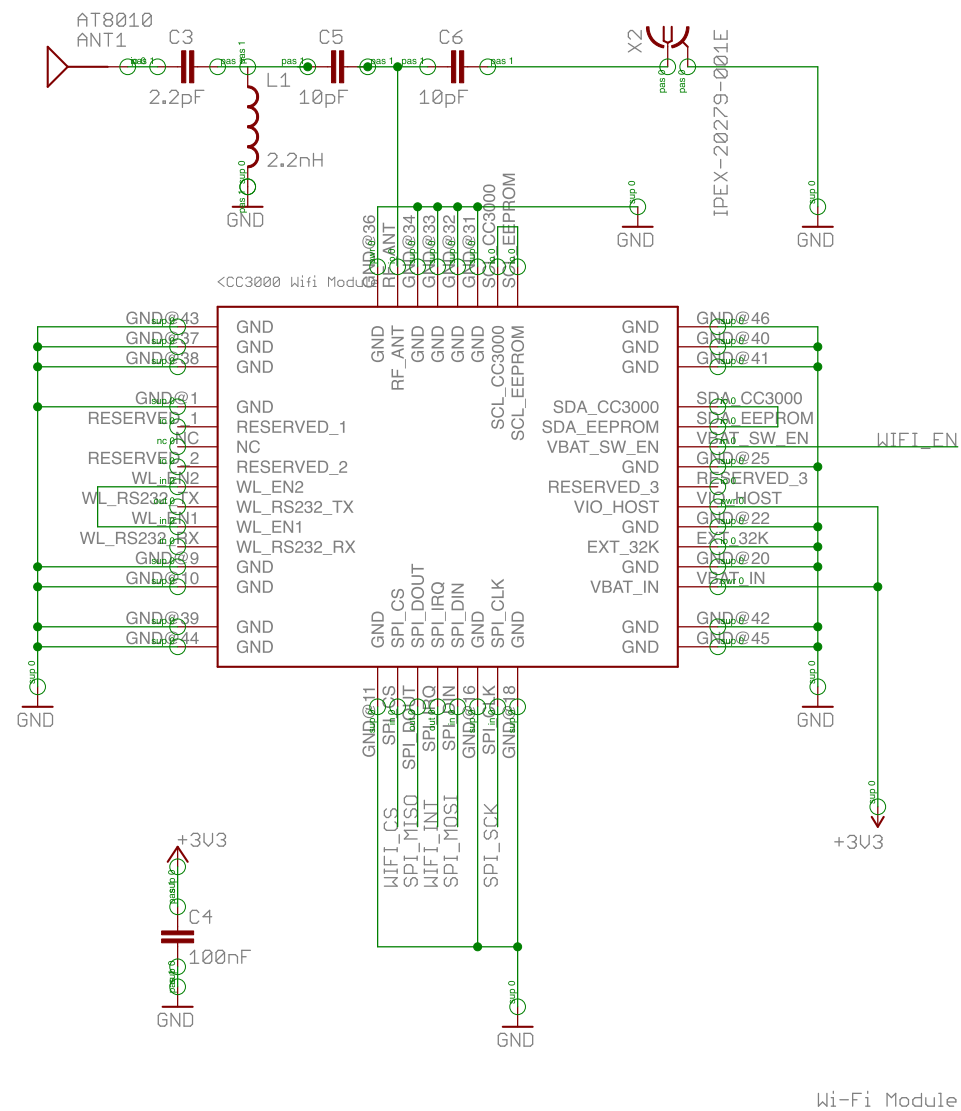 AT8010
ANT1
C3
2.2pF
L1
2.2nH
GND
C5
10pF
C6
10pF
X2
IPEX-20279-001E
GND
GND
<CC3000 Wifi Module
GND@36
RF_ANT
GND@34
GND@33
GND@32
GND@31
SCL_CC3000
SCL_EEPROM
GND
RF_ANT
GND
GND
GND
GND
SCL_CC3000
SCL_EEPROM
GND@43 GND
GND@37 GND
GND@38 GND
GND@1 GND
RESERVED_1 RESERVED_1
NC NC
RESERVED_2 RESERVED_2
WL_EN2 WL_EN2
WL_RS232_TX WL_RS232_TX
WL_EN1 WL_EN1
WL_RS232_RX WL_RS232_RX
GND@9 GND
GND@10 GND
GND@39 GND
GND@44 GND
GND
GND GND@46
GND GND@40
GND GND@41
SDA_CC3000 SDA_CC3000
SDA_EEPROM SDA_EEPROM
VBAT_SW_EN VBAT_SW_EN WIFI_EN
GND GND@25
RESERVED_3 RESERVED_3
VIO_HOST VIO_HOST
GND GND@22
EXT_32K EXT_32K
GND GND@20
VBAT_IN VBAT_IN
GND GND@42
GND GND@45
GND
+3V3
GND
SPI_CS
SPI_DOUT
SPI_IRQ
SPI_DIN
GND
SPI_CLK
GND
GND@11
SPI_CS
SPI_DOUT
SPI_IRQ
SPI_DIN
GND@16
SPI_CLK
GND@18
WIFI_CS
SPI_MISO
WIFI_INT
SPI_MOSI
SPI_SCK
GND
+3V3
C4
100nF
GND
Wi-Fi Module